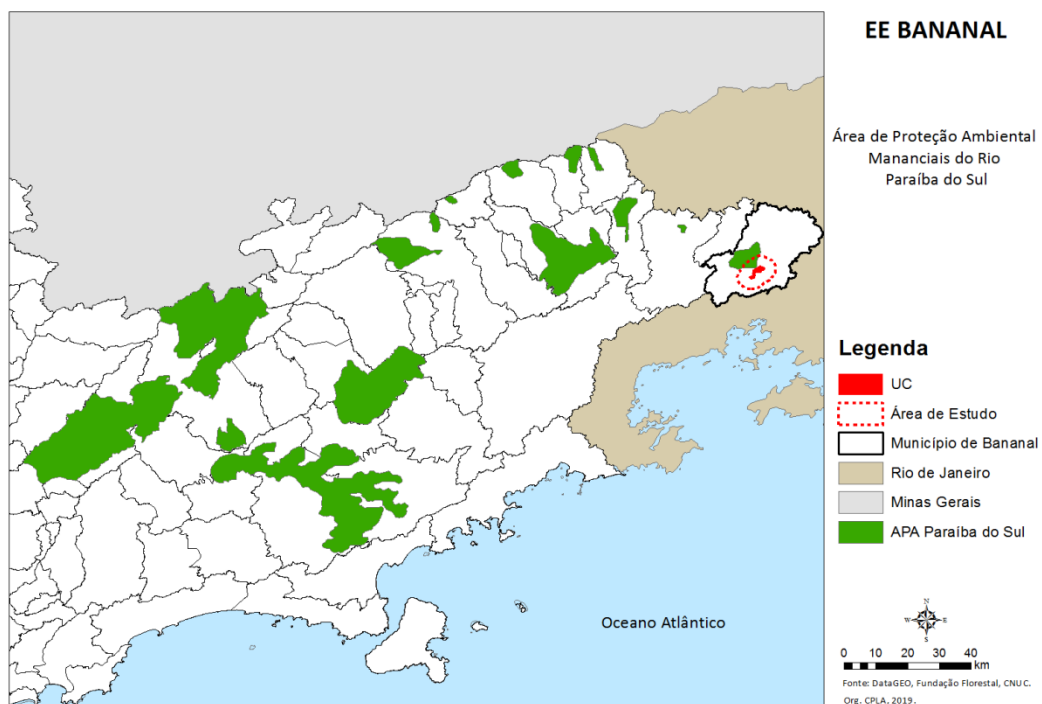 EE BANANAL
Área de Proteção Ambiental
Mananciais do Rio
Paraíba do Sul
Legenda
UC
Área de Estudo
Município de Bananal
Rio de Janeiro
Minas Gerais
APA Paraíba do Sul
Oceano Atlântico
N
W E
S
0 10 20 30 40
km
Fonte: DataGEO, Fundação Florestal, CNUC.
Org. CPLA, 2019.